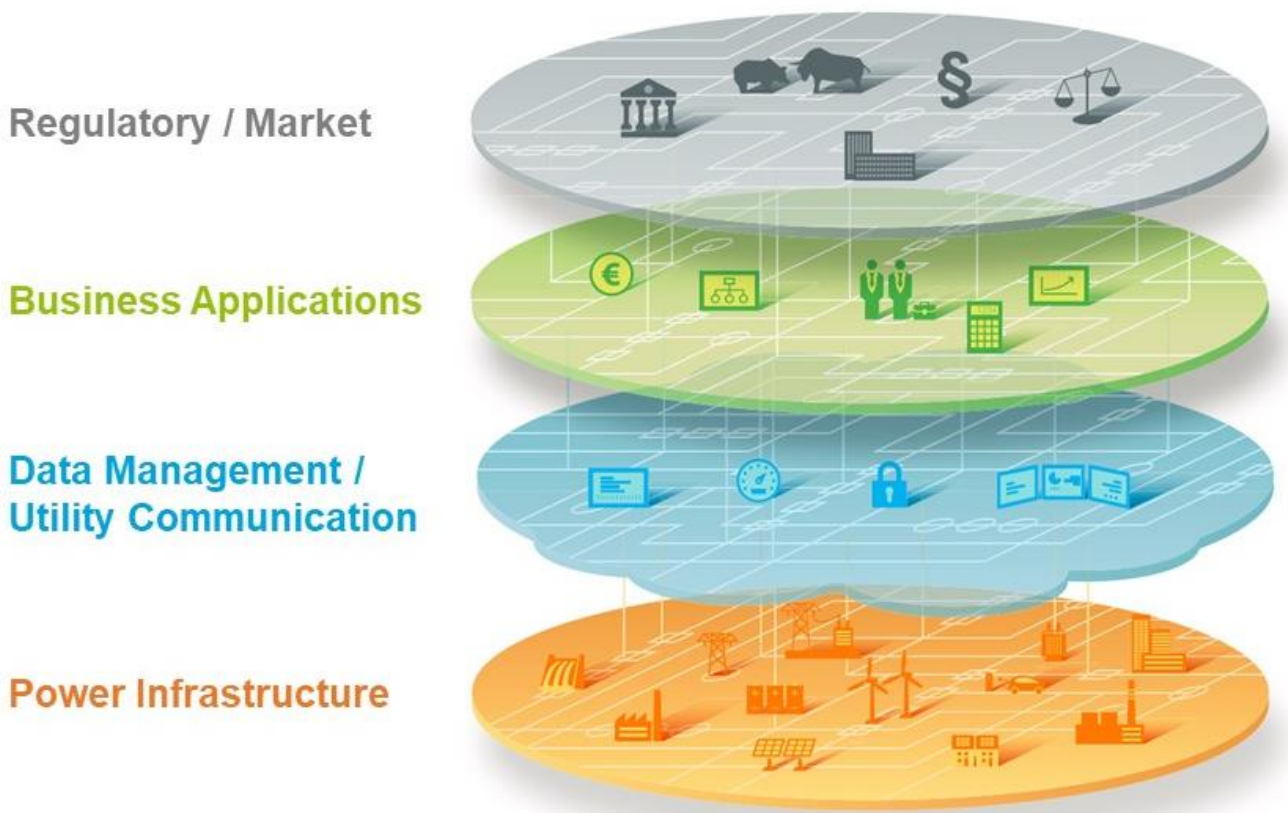 Regulatory / Market
§
€
Business Applications
Data Management /
Utility Communication
Power Infrastructure